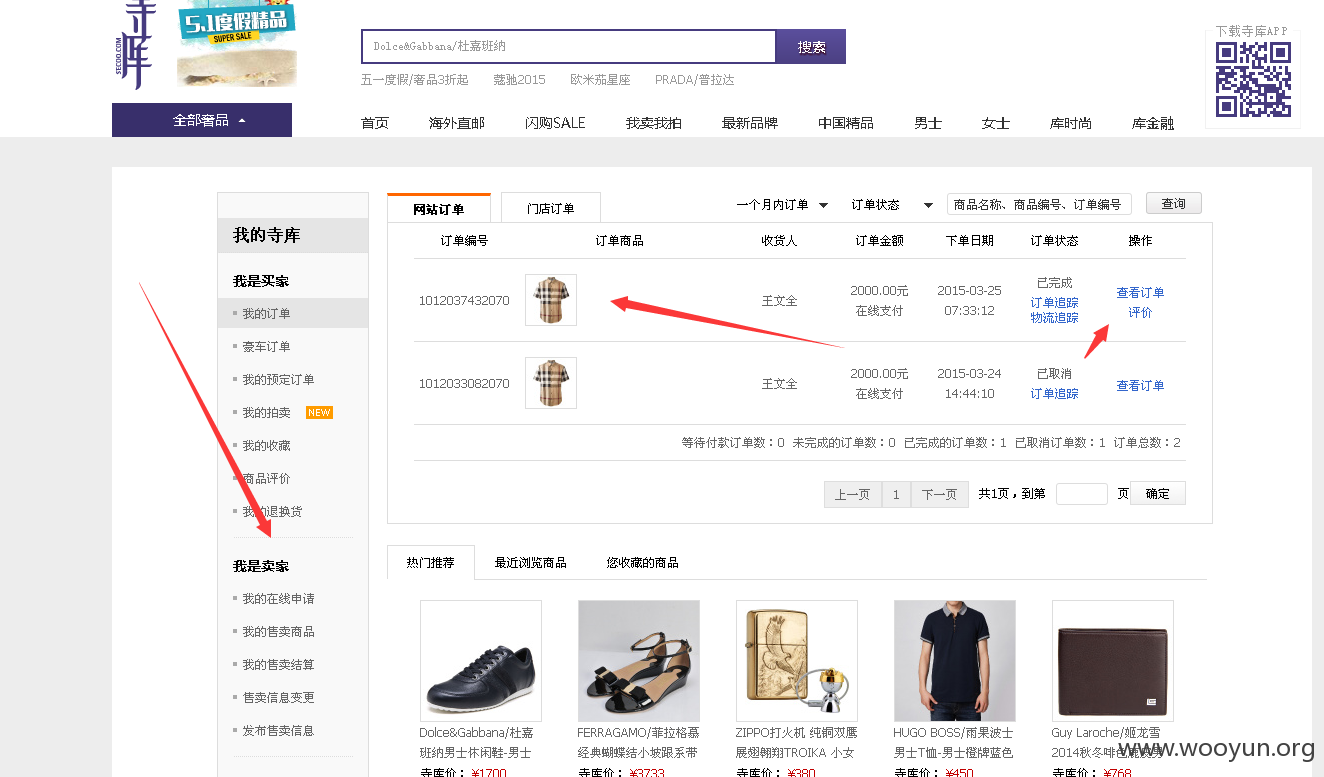 寺库
SECOO.COM
5.1度假精品
SUPER SALE
Dolce&Gabbana/杜嘉班纳
搜索
五一度假/奢品3折起 蔻驰2015 欧米茄星座 PRADA/普拉达
下载寺库APP
全部奢品
首页 海外直邮 闪购SALE 我卖我拍 最新品牌 中国精品 男士 女士 库时尚 库金融
我的寺库
我是买家
我的订单
豪车订单
我的预定订单
我的拍卖 NEW
我的收藏
商品评价
我的退换货
我是卖家
我的在线申请
我的售卖商品
我的售卖结算
售卖信息变更
发布售卖信息
网站订单 门店订单 一个月内订单 订单状态 商品名称、商品编号、订单编号 查询
订单编号 订单商品 收货人 订单金额 下单日期 订单状态 操作
1012037432070 王文全 2000.00元 在线支付 2015-03-25 07:33:12 已完成 订单追踪 物流追踪 查看订单 评价
1012033082070 王文全 2000.00元 在线支付 2015-03-24 14:44:10 已取消 订单追踪 查看订单
等待付款订单数：0 未完成的订单数：0 已完成的订单数：1 已取消订单数：1 订单总数：2
上一页 1 下一页 共1页，到第 页 确定
热门推荐 最近浏览商品 您收藏的商品
Dolce&Gabbana/杜嘉
班纳男士休闲鞋-男士
寺库价：¥1700
FERRAGAMO/菲拉格慕
经典蝴蝶结小坡跟系带
寺库价：¥3733
ZIPPO打火机 纯铜双鹰
展翅翱翔TROIKA 小女
寺库价：¥380
HUGO BOSS/雨果波士
男士T恤-男士橙牌蓝色
寺库价：¥450
Guy Laroche/姬龙雪
2014秋冬啡色鹿皮男
寺库价：¥768
www.wooyun.org